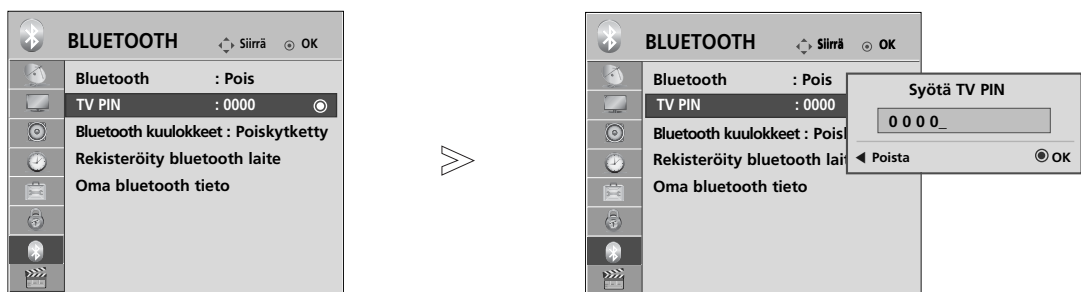 BLUETOOTH Siirrä OK
Bluetooth : Pois
TV PIN : 0000
Bluetooth kuulokkeet : Poiskytketty
Rekisteröity bluetooth laite
Oma bluetooth tieto
BLUETOOTH Siirrä OK
Bluetooth : Pois
TV PIN : 0000
Bluetooth kuulokkeet : Pois
Rekisteröity bluetooth lait
Oma bluetooth tieto
Syötä TV PIN
0 0 0 0_
Poista OK